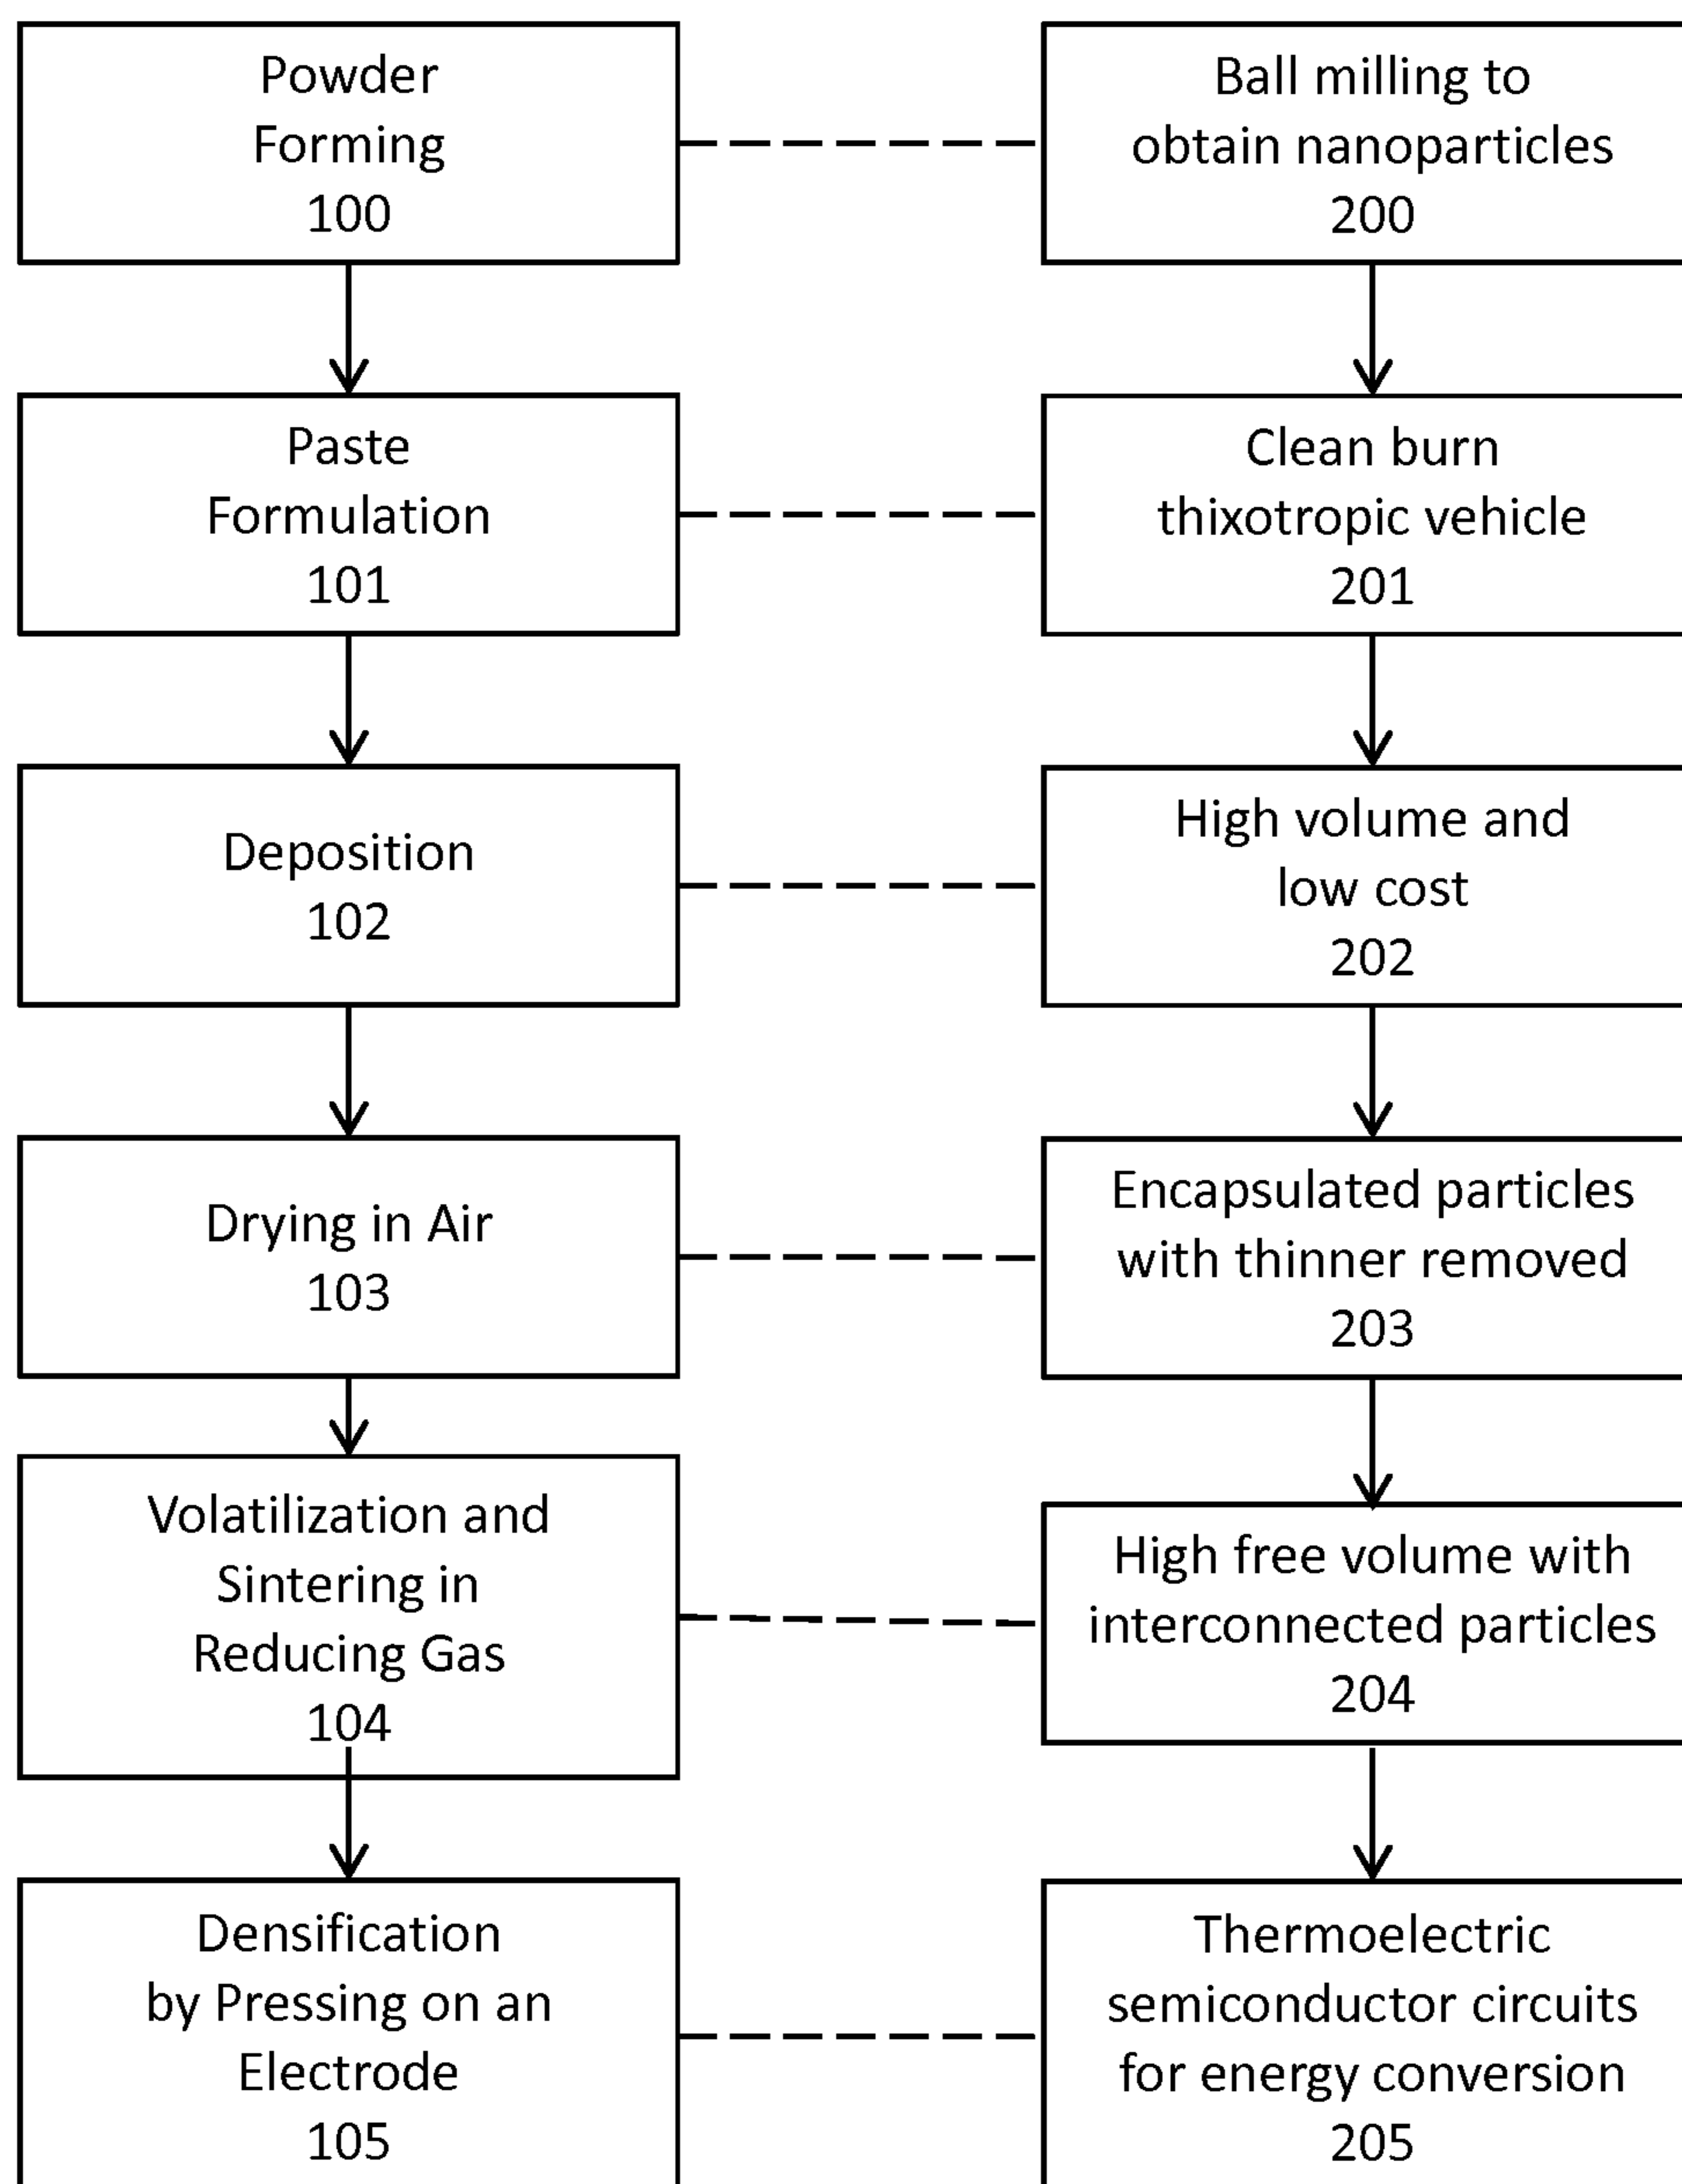 Powder
Forming
100
Ball milling to
obtain nanoparticles
200
Paste
Formulation
101
Clean burn
thixotropic vehicle
201
Deposition
102
High volume and
low cost
202
Drying in Air
103
Encapsulated particles
with thinner removed
203
Volatilization and
Sintering in
Reducing Gas
104
High free volume with
interconnected particles
204
Densification
by Pressing on an
Electrode
105
Thermoelectric
semiconductor circuits
for energy conversion
205